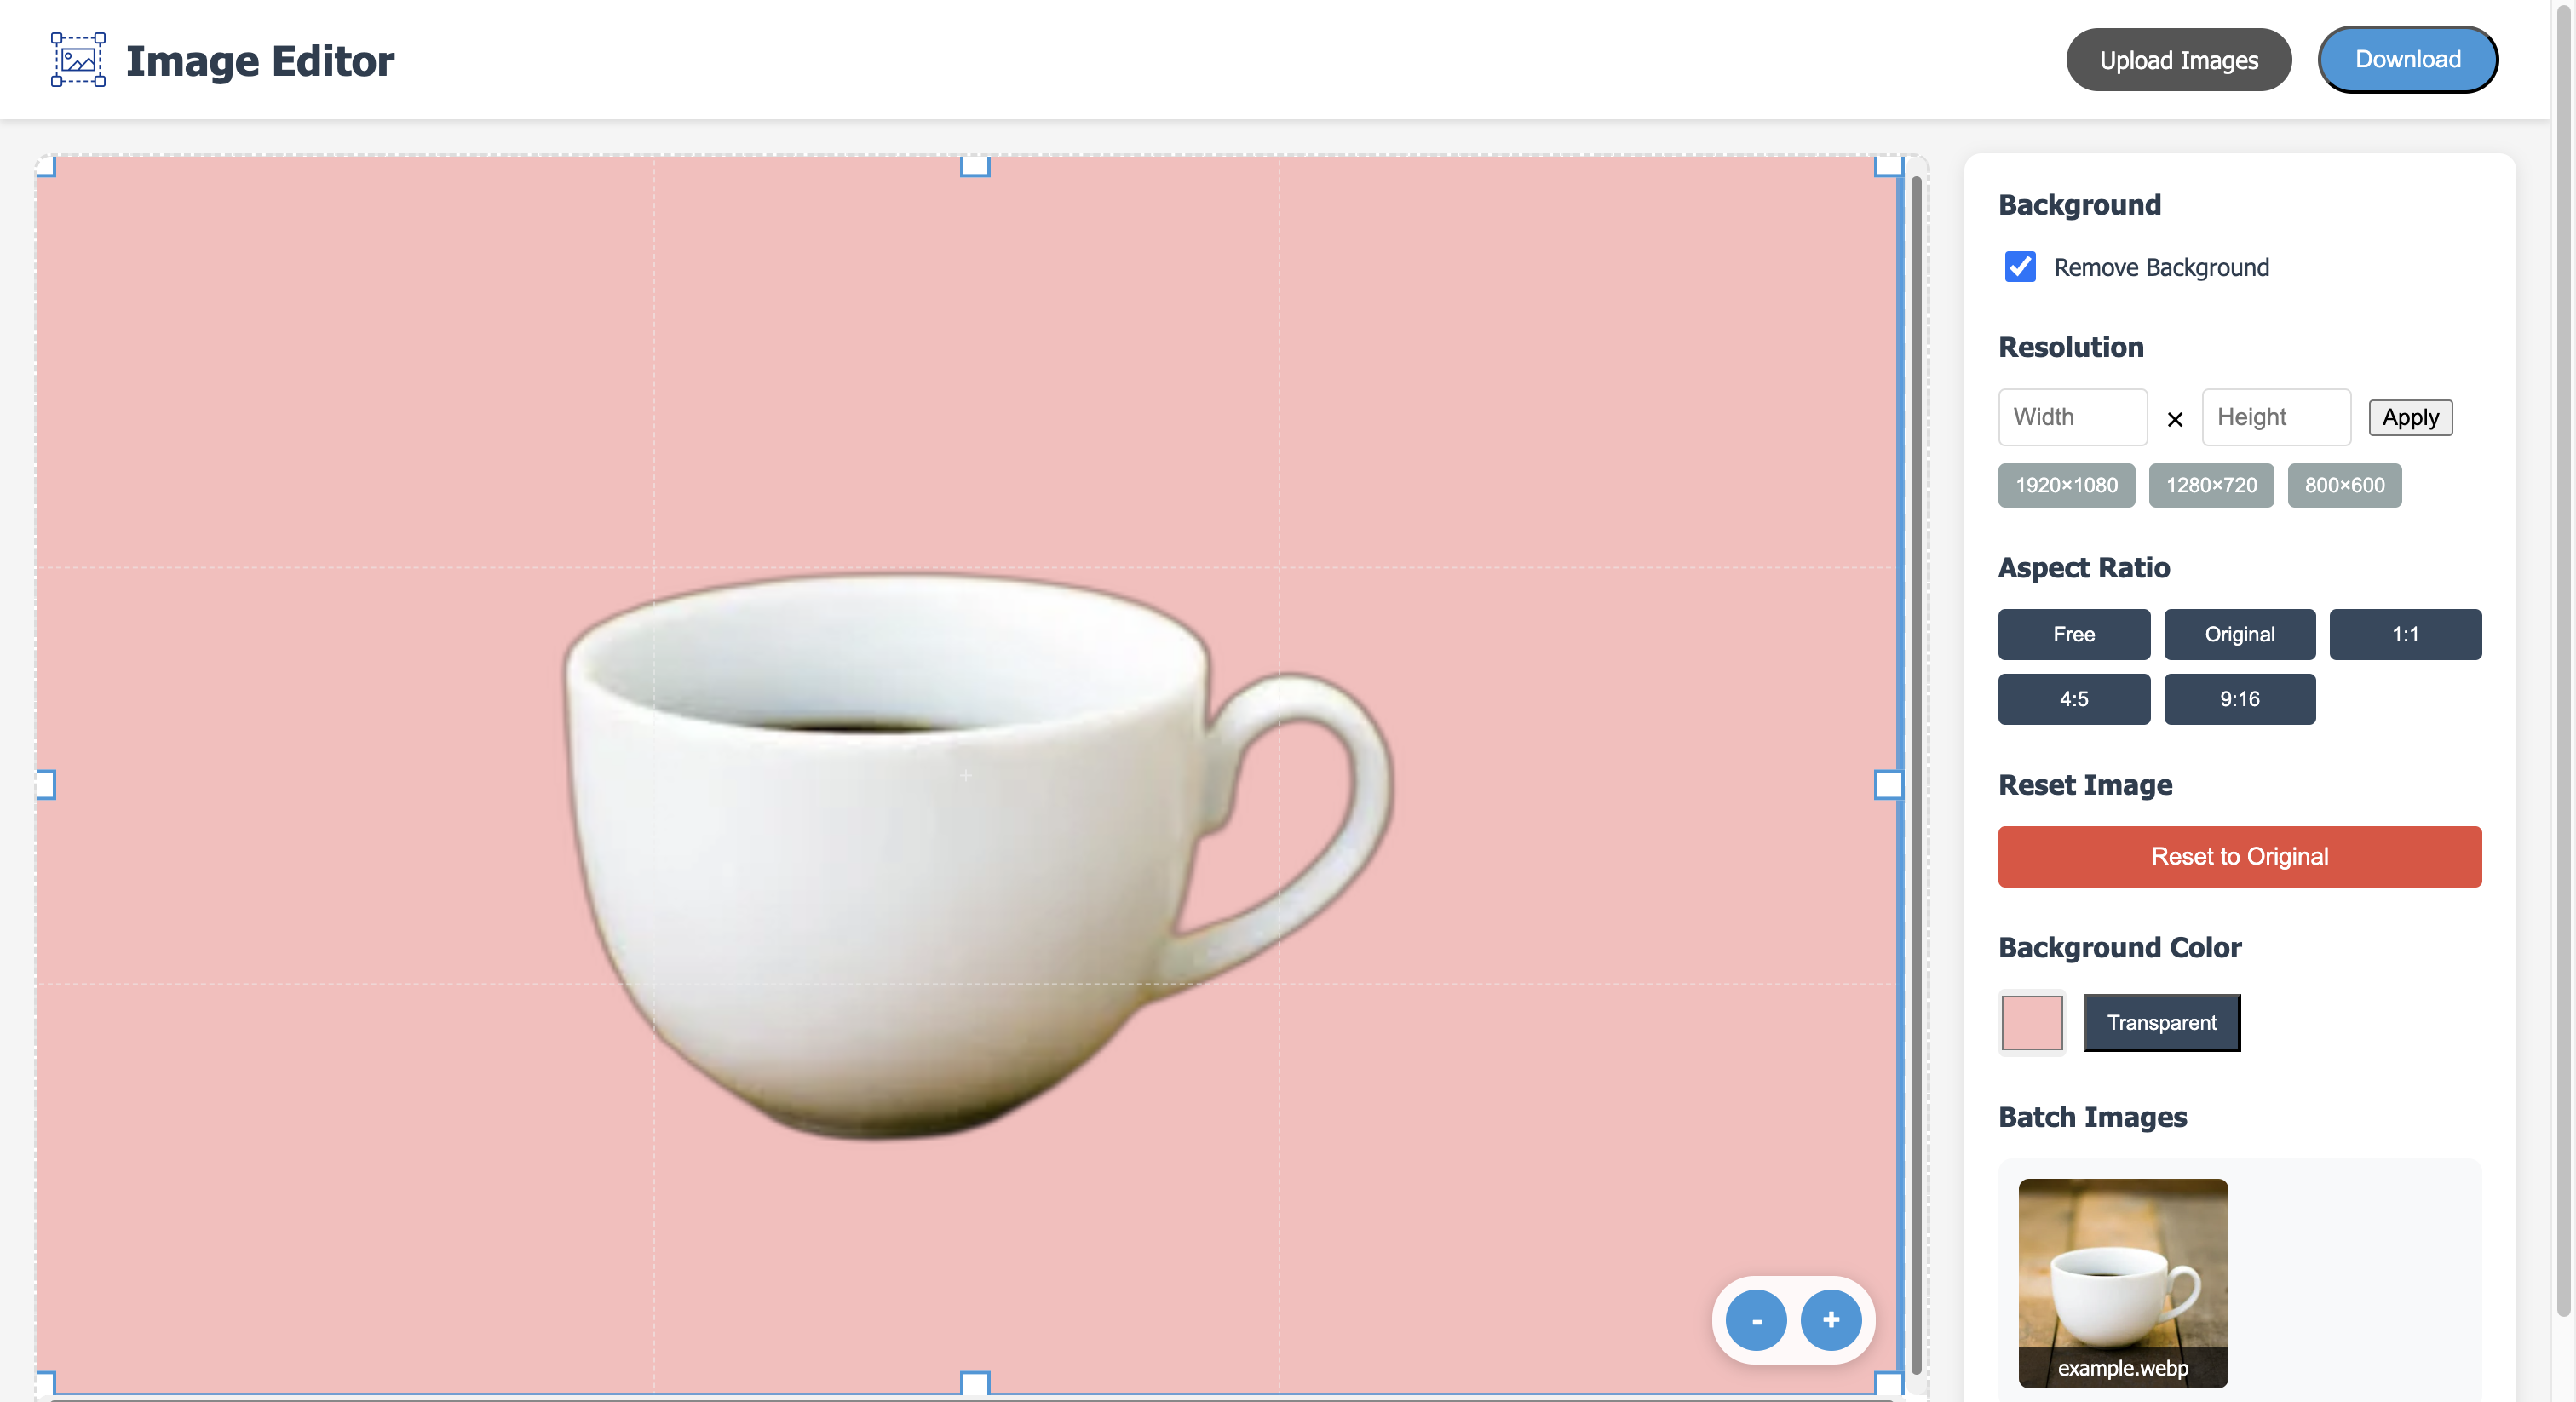 Image Editor
Upload Images
Download
Background
Remove Background
Resolution
Width × Height Apply
1920×1080 1280×720 800×600
Aspect Ratio
Free Original 1:1
4:5 9:16
Reset Image
Reset to Original
Background Color
Transparent
Batch Images
example.webp
- +